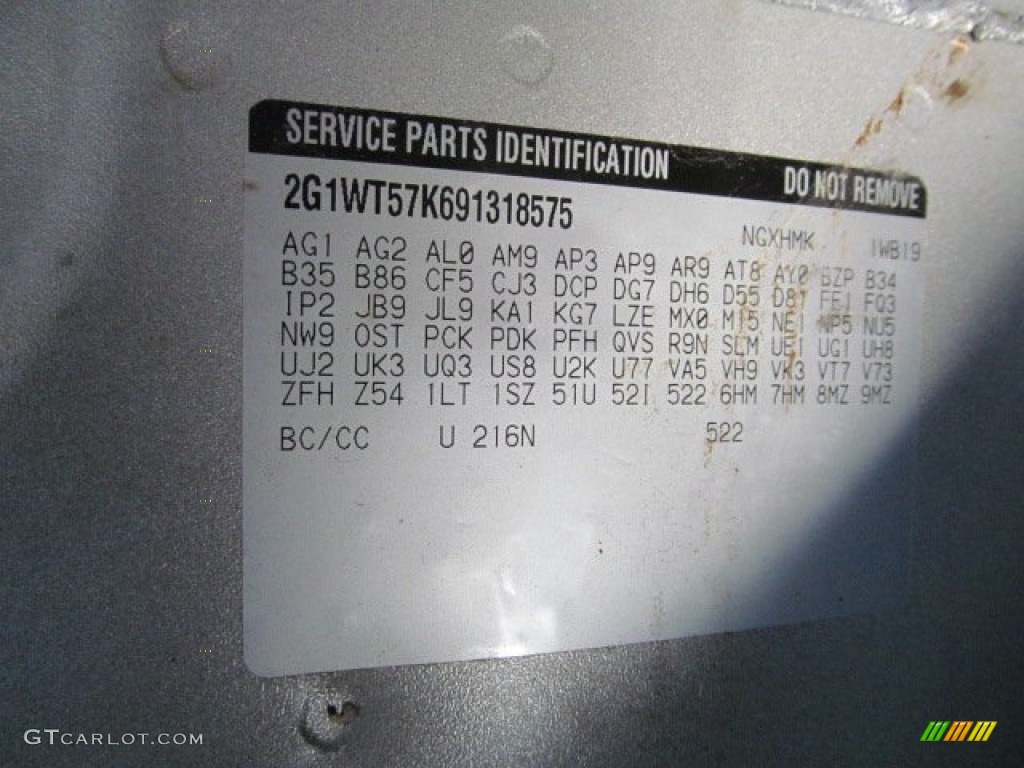 SERVICE PARTS IDENTIFICATION DO NOT REMOVE
2G1WT57K691318575
NGXHMK 1WB19
AG1 AG2 AL0 AM9 AP3 AP9 AR9 AT8 AY0 BZP B34
B35 B86 CF5 CJ3 DCP DG7 DH6 D55 FE1 FQ3
IP2 JB9 JL9 KA1 KG7 LZE MX0 M15 NE1 NP5 NU5
NW9 OST PCK PDK PFH QVS R9N SLM UE1 UG1 UH8
UJ2 UK3 UQ3 US8 U2K U77 VA5 VH9 VK3 VT7 V73
ZFH Z54 1LT 1SZ 51U 52I 522 6HM 7HM 8MZ 9MZ
BC/CC U 216N 522
GTCARLOT.COM